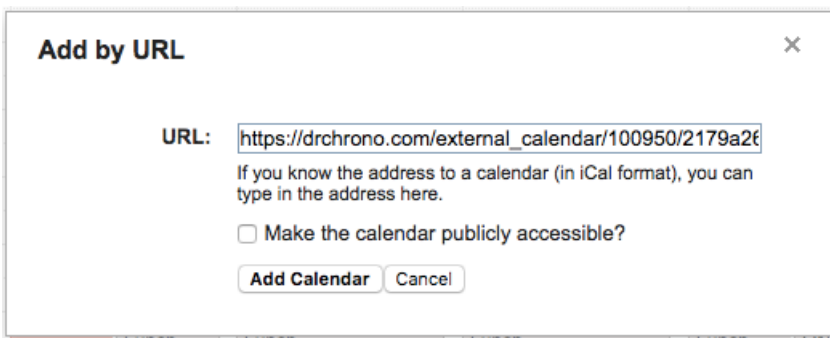 Add by URL
×
URL: https://drchrono.com/external_calendar/100950/2179a26
If you know the address to a calendar (in iCal format), you can
type in the address here.
Make the calendar publicly accessible?
Add Calendar Cancel